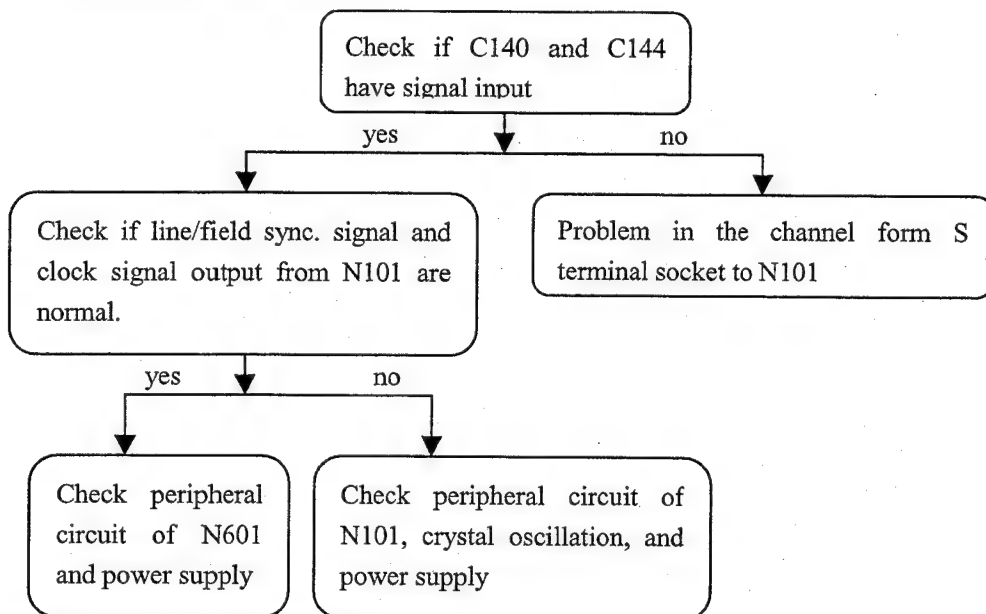 Check if C140 and C144
have signal input
yes
no
Check if line/field sync. signal and
clock signal output from N101 are
normal.
Problem in the channel form S
terminal socket to N101
yes
no
Check peripheral
circuit of N601
and power supply
Check peripheral circuit of
N101, crystal oscillation, and
power supply